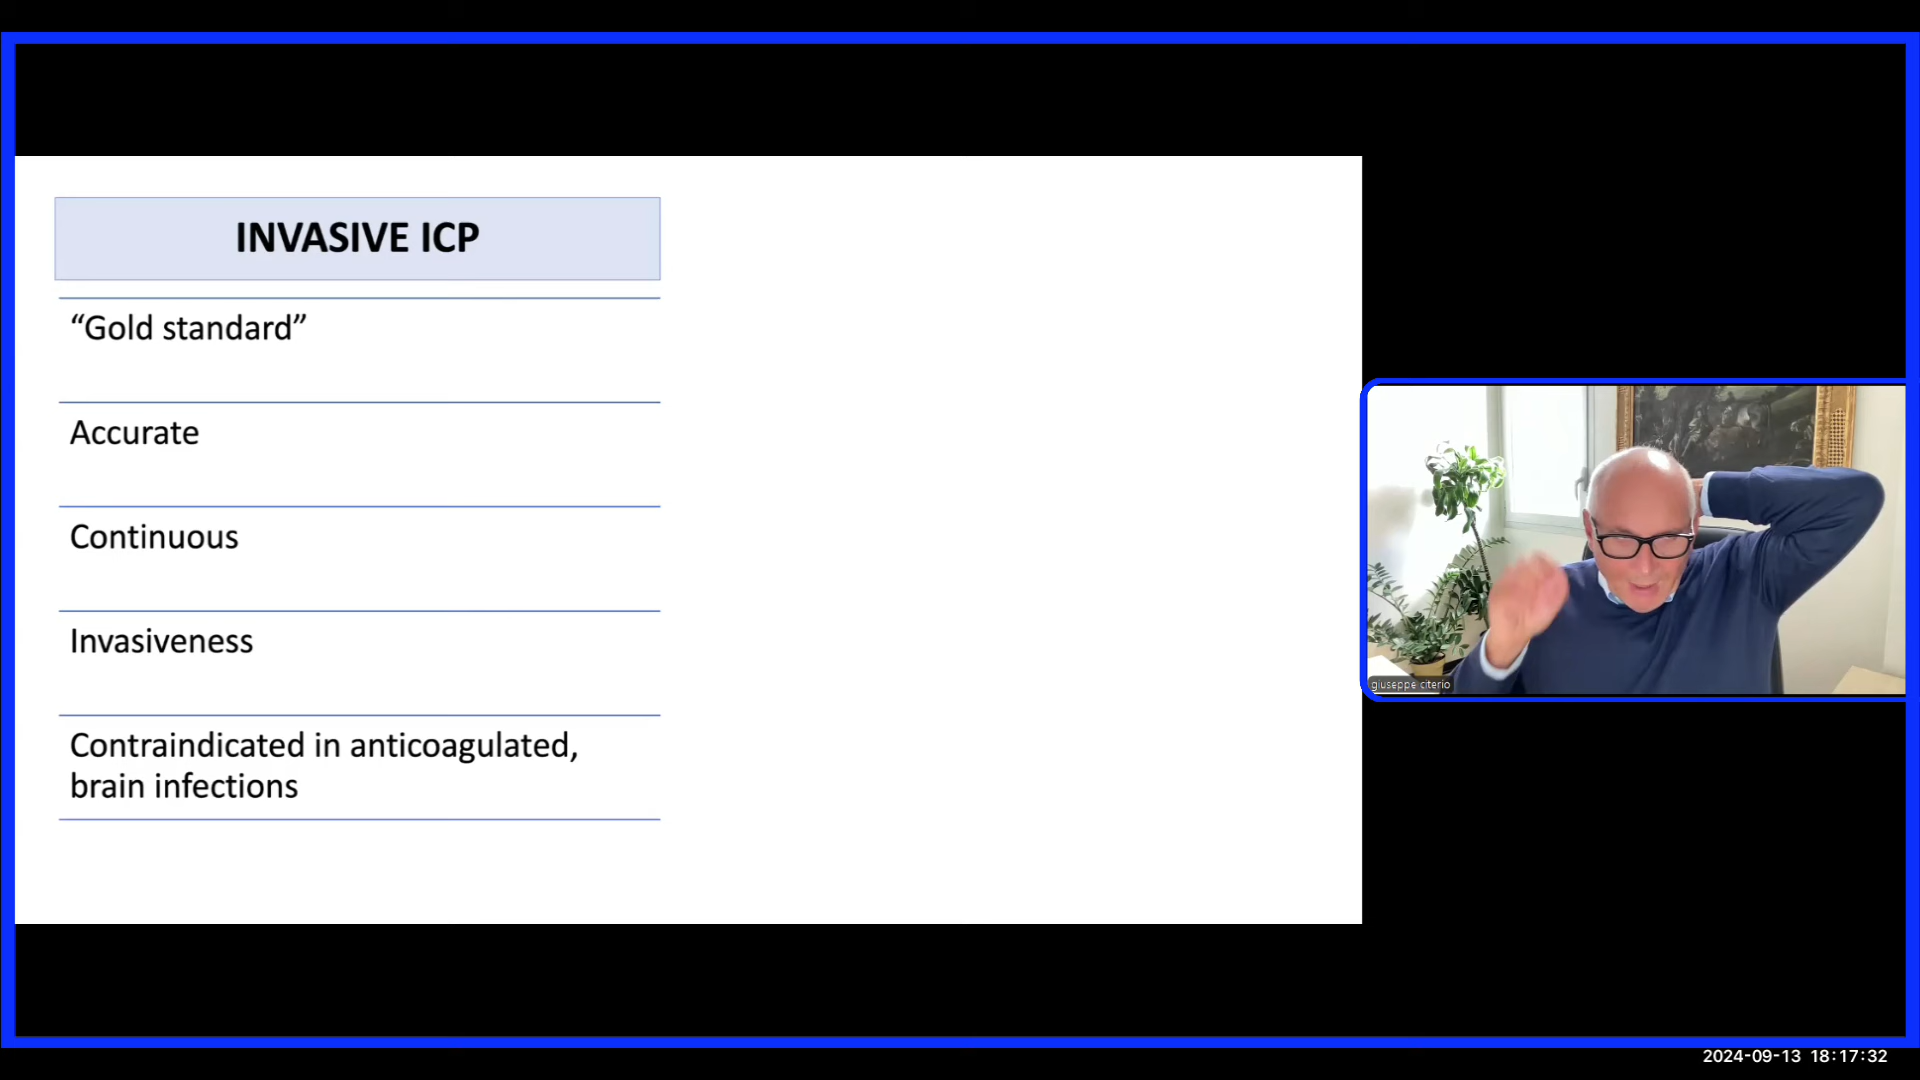 INVASIVE ICP
“Gold standard”
Accurate
Continuous
Invasiveness
Contraindicated in anticoagulated,
brain infections
giuseppe citerio
2024-09-13 18:17:32